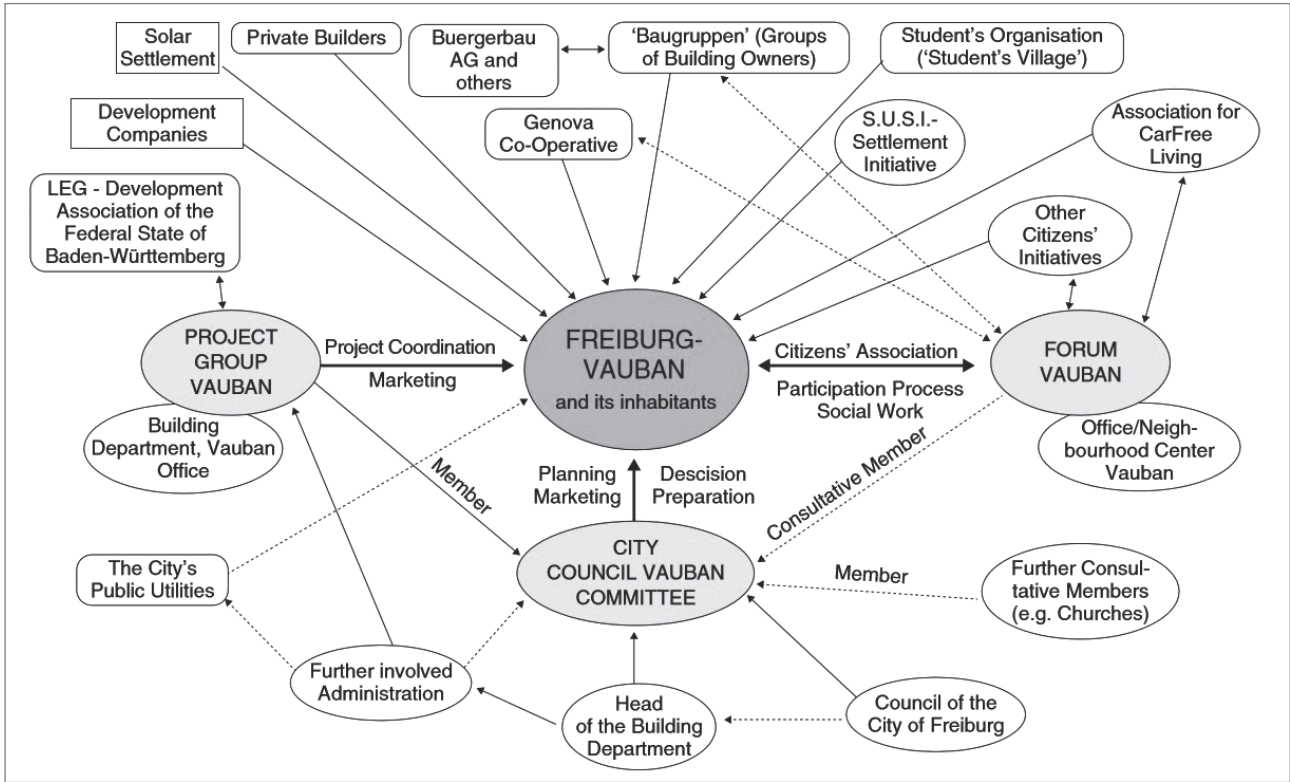 Solar
Settlement
Private Builders
Buergerbau
AG and
others
'Baugruppen' (Groups
of Building Owners)
Student's Organisation
('Student's Village')
Development
Companies
Genova
Co-Operative
S.U.S.I.-
Settlement
Initiative
Association for
CarFree
Living
LEG - Development
Association of the
Federal State of
Baden-Württemberg
Other
Citizens'
Initiatives
PROJECT
GROUP
VAUBAN
Project Coordination
Marketing
FREIBURG-
VAUBAN
and its inhabitants
Citizens' Association
Participation Process
Social Work
FORUM
VAUBAN
Building
Department, Vauban
Office
Office/Neigh-
bourhood Center
Vauban
Member
Planning
Marketing
Descision
Preparation
Consultative Member
The City's
Public Utilities
CITY
COUNCIL VAUBAN
COMMITTEE
Member
Further Consul-
tative Members
(e.g. Churches)
Further involved
Administration
Head
of the Building
Department
Council of the
City of Freiburg